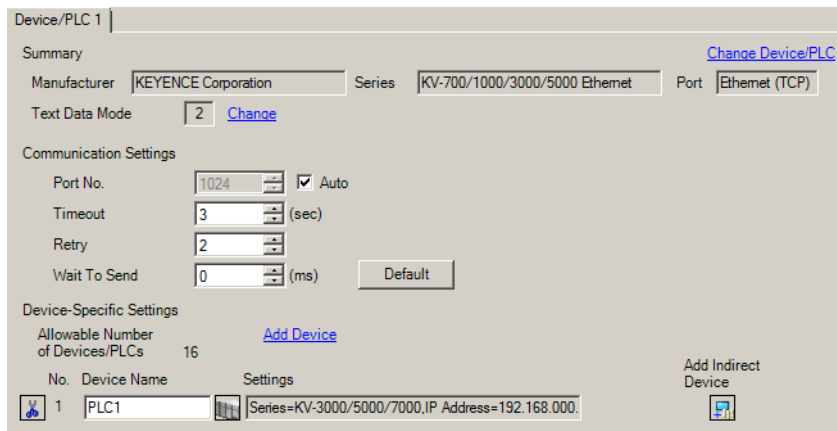 Device/PLC 1
Summary
Change Device/PLC
Manufacturer KEYENCE Corporation Series KV-700/1000/3000/5000 Ethernet Port Ethernet (TCP)
Text Data Mode 2 Change
Communication Settings
Port No. 1024 Auto
Timeout 3 (sec)
Retry 2
Wait To Send 0 (ms) Default
Device-Specific Settings
Allowable Number
of Devices/PLCs 16
Add Device
Add Indirect
Device
No. Device Name Settings
1 PLC1 Series=KV-3000/5000/7000,IP Address=192.168.000.